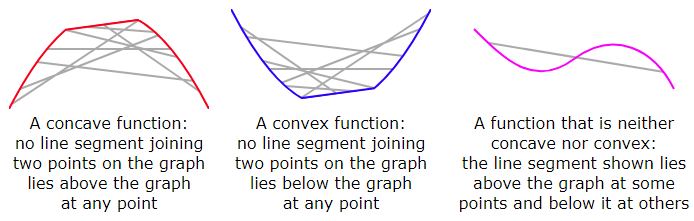 A concave function:
no line segment joining
two points on the graph
lies above the graph
at any point
A convex function:
no line segment joining
two points on the graph
lies below the graph
at any point
A function that is neither
concave nor convex:
the line segment shown lies
above the graph at some
points and below it at others